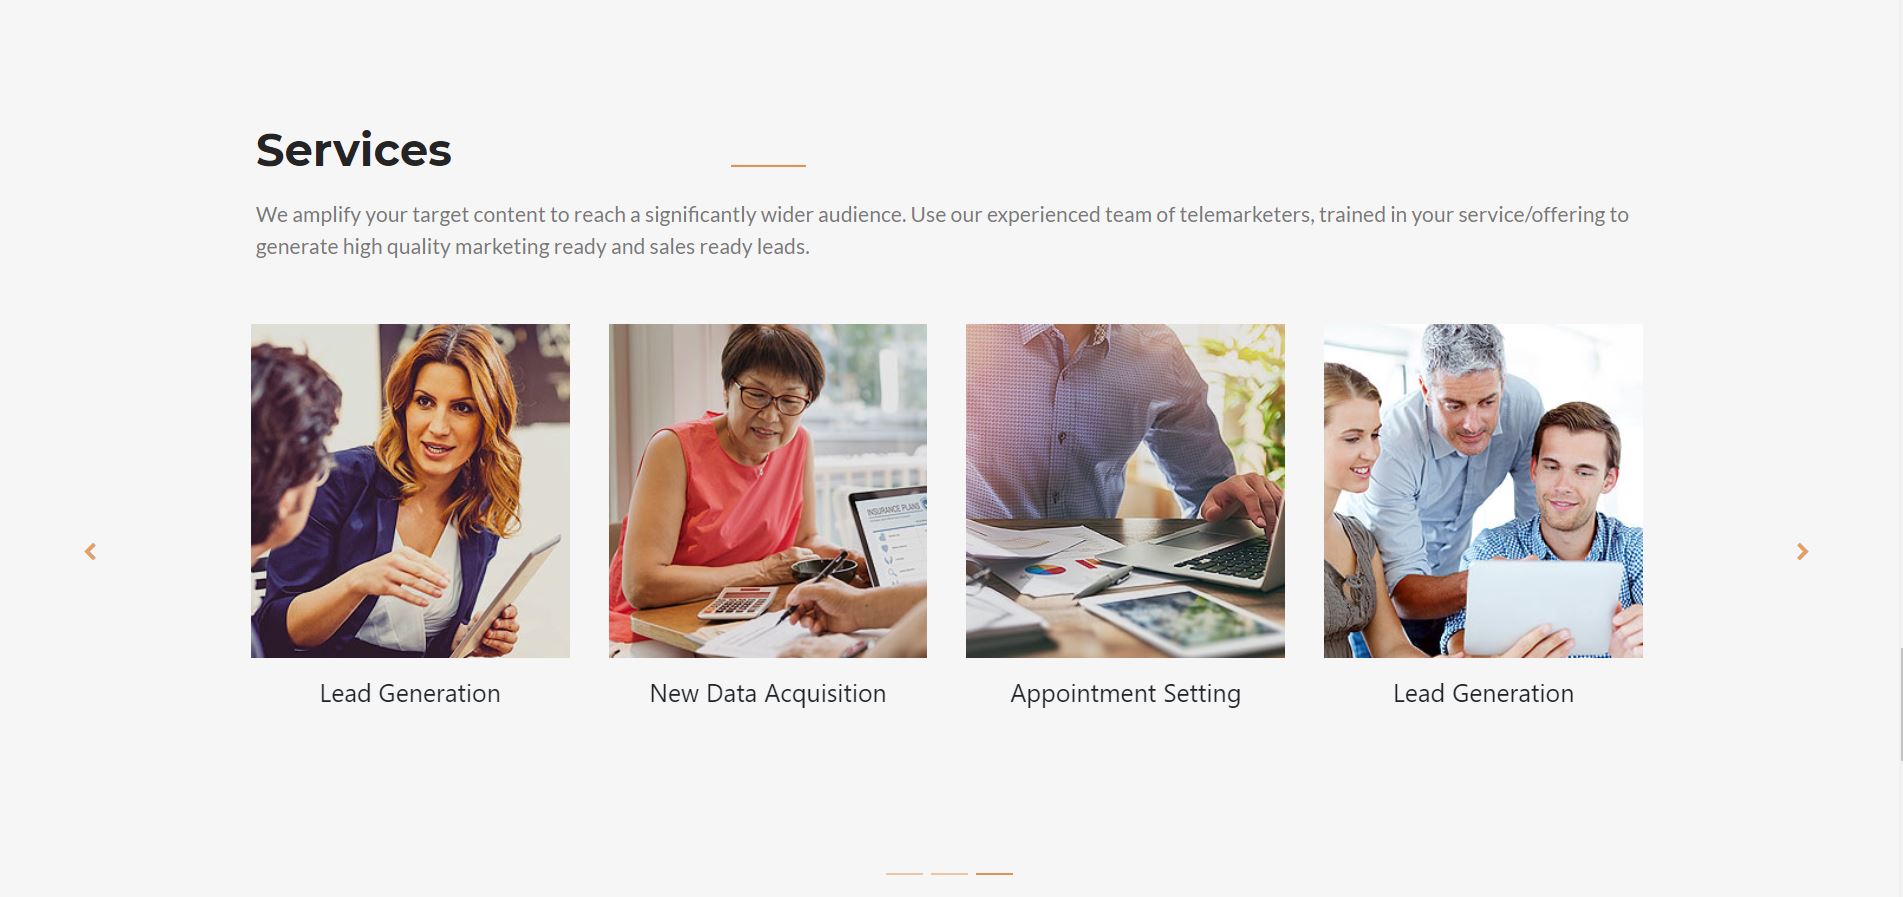 Services
We amplify your target content to reach a significantly wider audience. Use our experienced team of telemarketers, trained in your service/offering to
generate high quality marketing ready and sales ready leads.
INSURANCE PLANS
Lead Generation
New Data Acquisition
Appointment Setting
Lead Generation